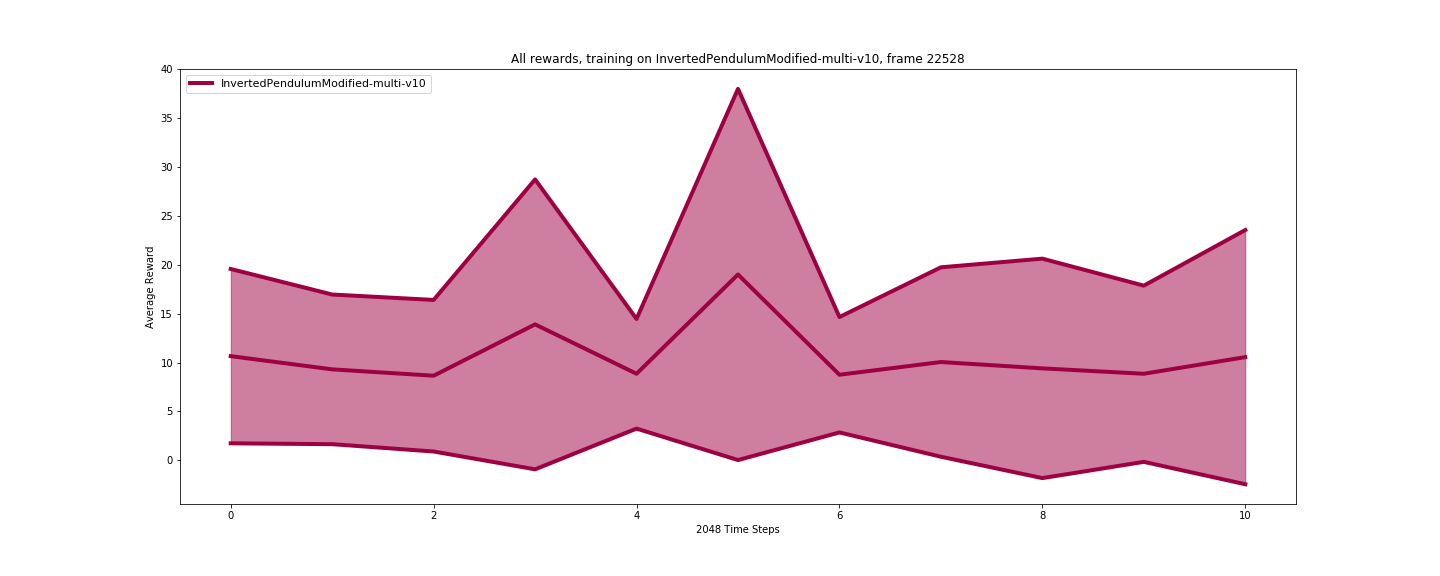 All rewards, training on InvertedPendulumModified-multi-v10, frame 22528
InvertedPendulumModified-multi-v10
Average Reward
40
35
30
25
20
15
10
5
0
0 2 4 6 8 10
2048 Time Steps